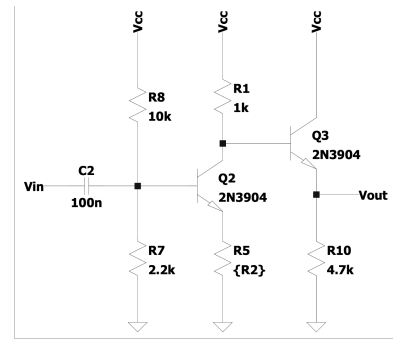 Vcc
Vcc
Vcc
R8
10k
R1
1k
Q3
2N3904
C2
100n
Vin
Q2
2N3904
Vout
R7
2.2k
R5
{R2}
R10
4.7k